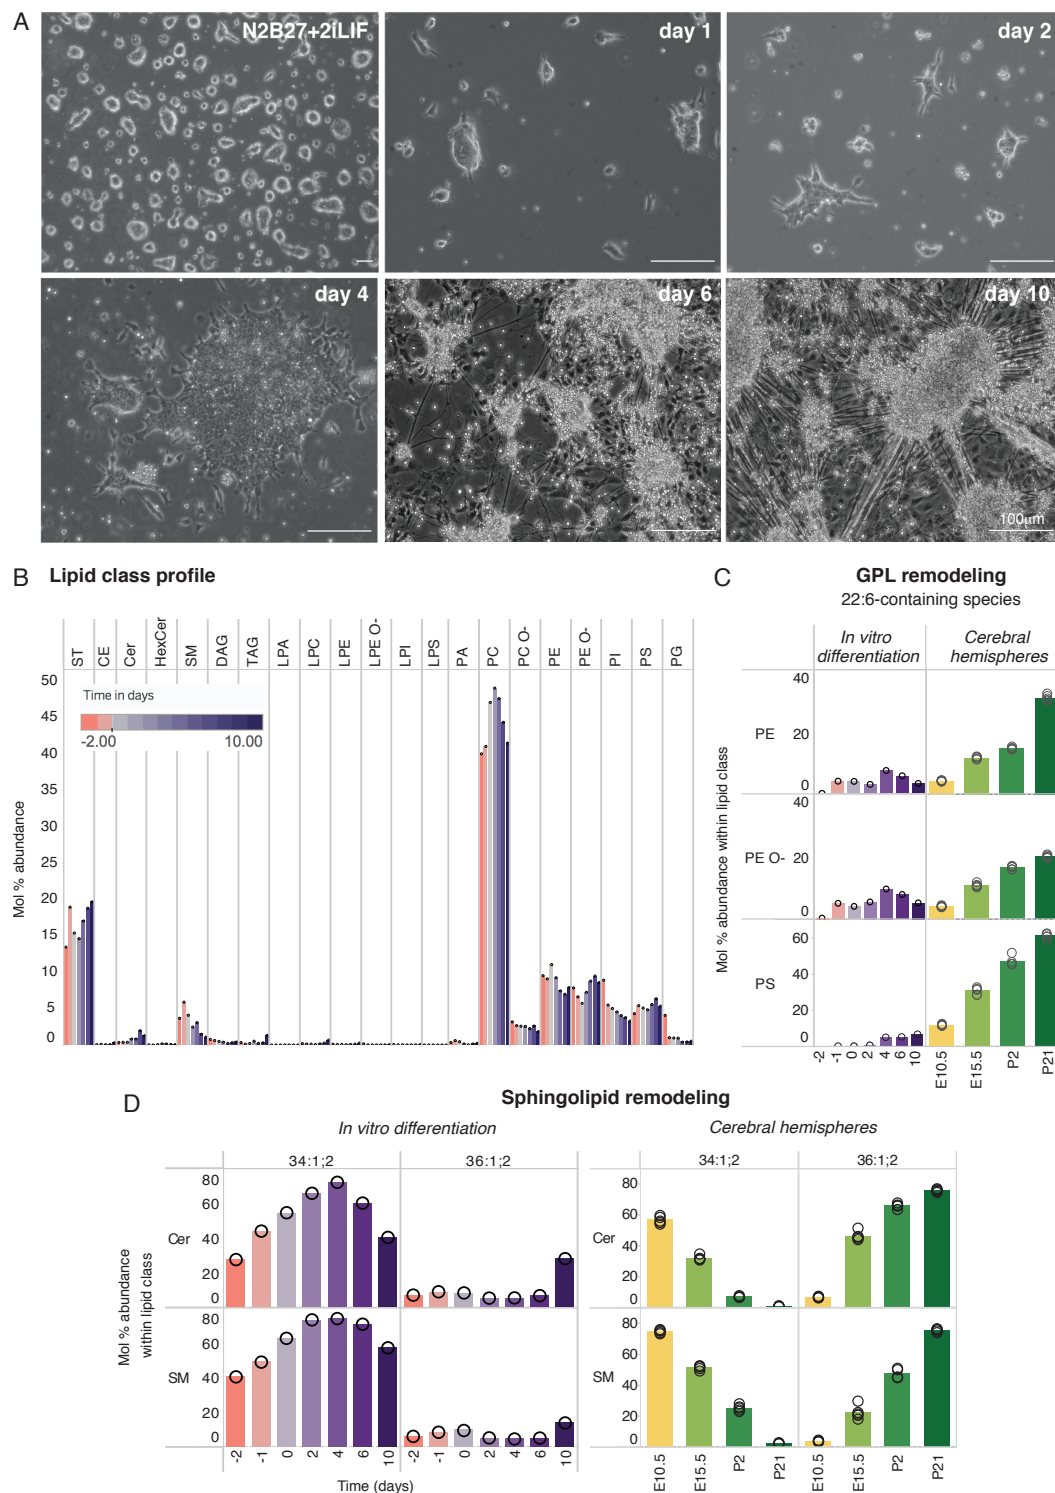 A
N2B27+2iLIF
day 1
day 2
day 4
day 6
day 10
100µm
B Lipid class profile
ST CE Cer HexCer SM DAG TAG LPA LPC LPE LPE O- LPI LPS PA PC PC O- PE PE O- PI PS PG
Mol % abundance
50
45
40
35
30
25
20
15
10
5
0
Time in days
-2.00 10.00
C GPL remodeling
22:6-containing species
In vitro differentiation
Cerebral hemispheres
Mol % abundance within lipid class
PE
40
20
0
PE O-
40
20
0
PS
60
40
20
0
-2 -1 0 2 4 6 10 E10.5 E15.5 P2 P21
D Sphingolipid remodeling
In vitro differentiation Cerebral hemispheres
34:1;2 36:1;2 34:1;2 36:1;2
Mol % abundance
within lipid class
Cer
80
60
40
20
0
SM
80
60
40
20
0
-2 -1 0 2 4 6 10 -2 -1 0 2 4 6 10
Time (days)
Cer
80
60
40
20
0
SM
80
60
40
20
0
E10.5 E15.5 P2 P21 E10.5 E15.5 P2 P21